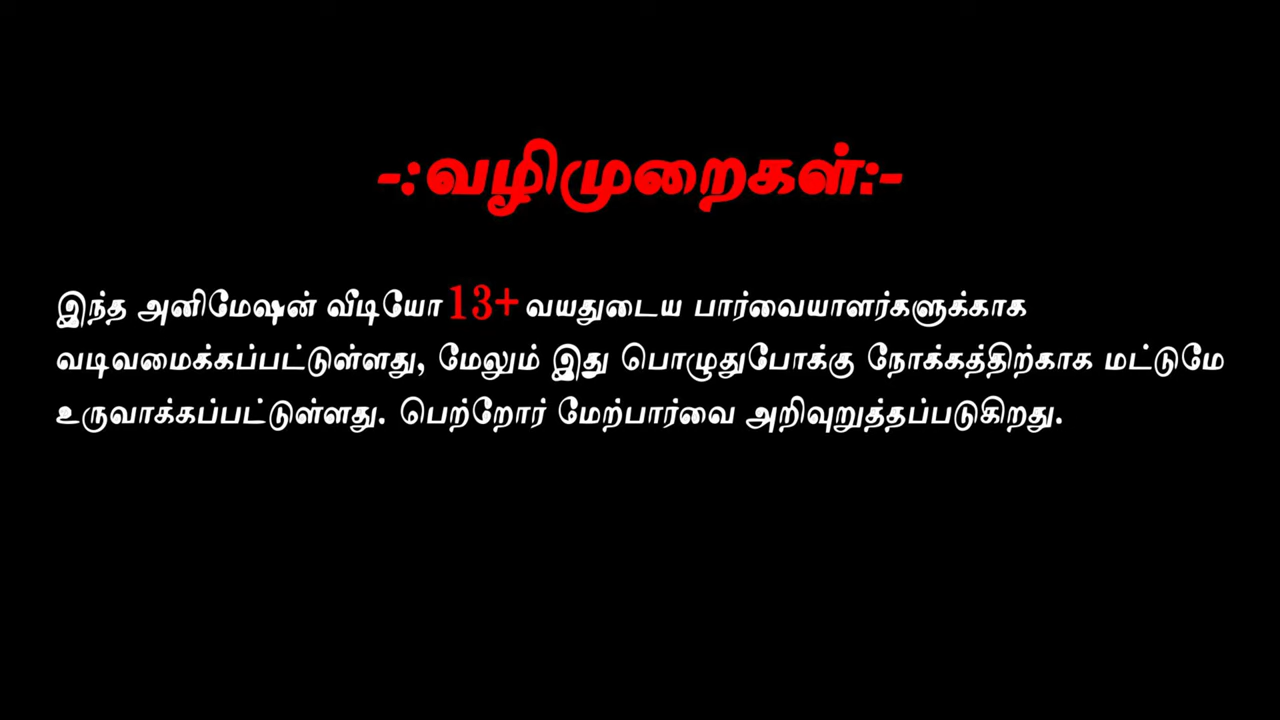 -:வழிமுறைகள்:-
இந்த அனிமேஷன் வீடியோ 13+ வயதுடைய பார்வையாளர்களுக்காக
வடிவமைக்கப்பட்டுள்ளது, மேலும் இது பொழுதுபோக்கு நோக்கத்திற்காக மட்டுமே
உருவாக்கப்பட்டுள்ளது. பெற்றோர் மேற்பார்வை அறிவுறுத்தப்படுகிறது.